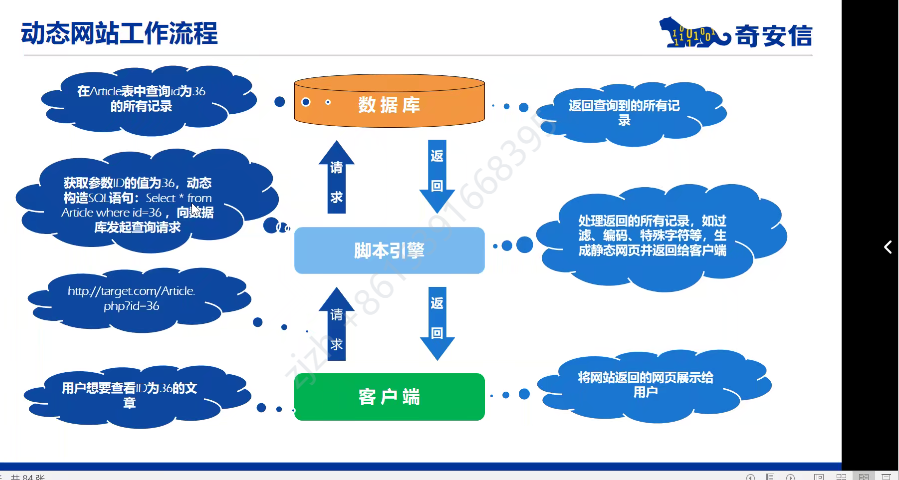 动态网站工作流程
奇安信
在Article表中查询id为36
的所有记录
数据库
返回查询到的所有记
录
请
求
返
回
获取参数ID的值为36，动态
构造SQL语句：Select * from
Article where id=36 ，向数据
库发起查询请求
脚本引擎
处理返回的所有记录，如过
滤、编码、特殊字符等，生
成静态网页并返回给客户端
http://target.com/Article.
php?id=36
请
求
返
回
用户想要查看ID为36的文
章
客户端
将网站返回的网页展示给
用户
共 84 张